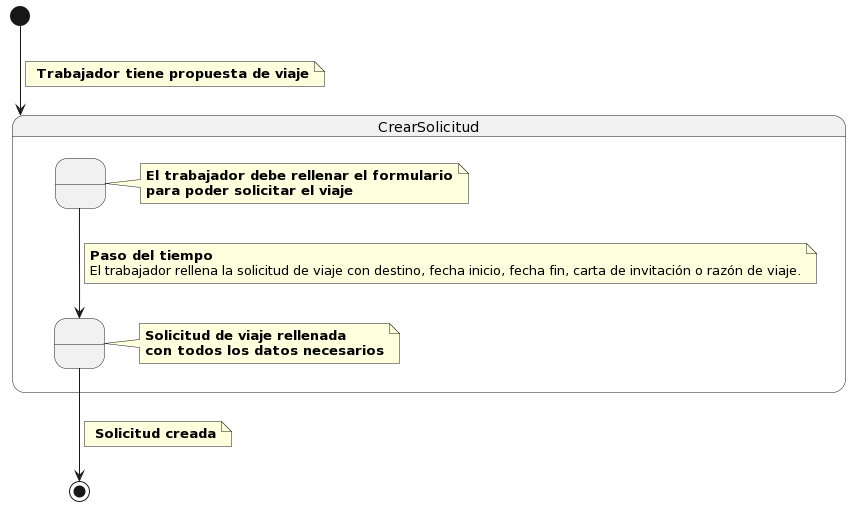 Trabajador tiene propuesta de viaje
CrearSolicitud
El trabajador debe rellenar el formulario
para poder solicitar el viaje
Paso del tiempo
El trabajador rellena la solicitud de viaje con destino, fecha inicio, fecha fin, carta de invitación o razón de viaje.
Solicitud de viaje rellenada
con todos los datos necesarios
Solicitud creada